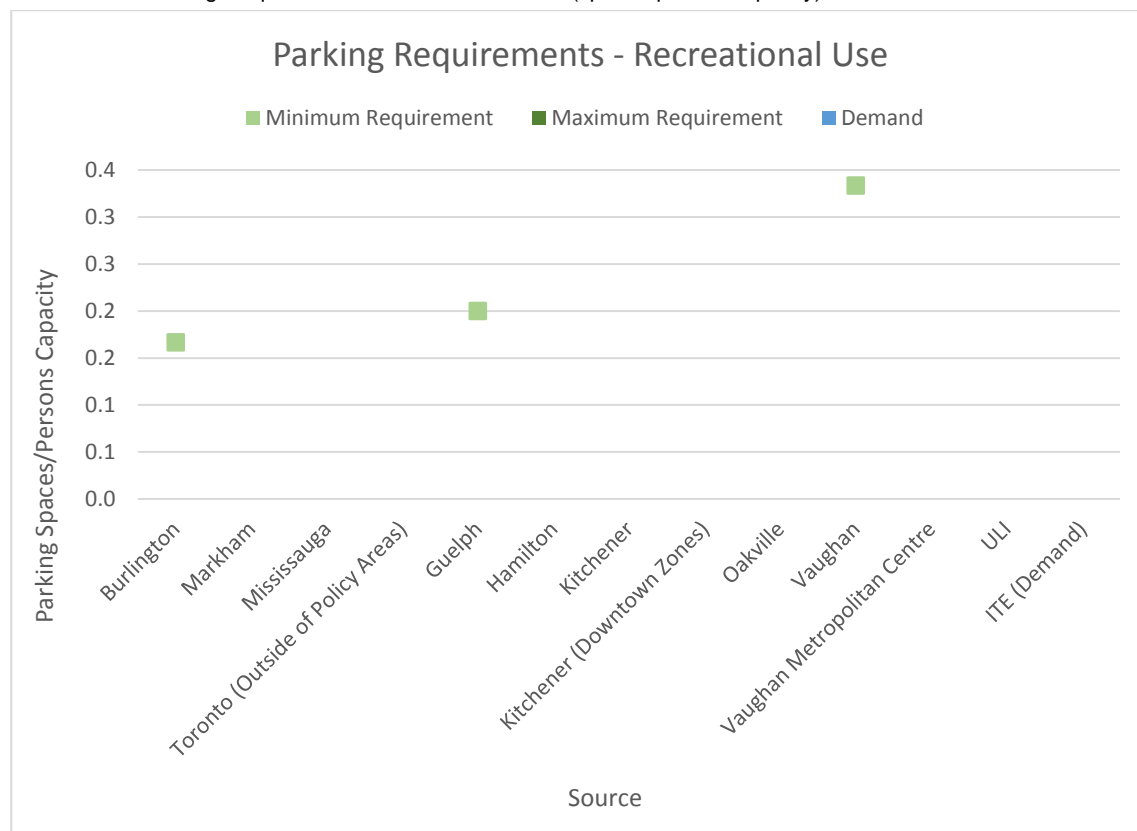 Parking Requirements - Recreational Use
Minimum Requirement Maximum Requirement Demand
Parking Spaces/Persons Capacity
0.4
0.3
0.3
0.2
0.2
0.1
0.1
0.0
Burlington
Markham
Mississauga
Toronto (Outside of Policy Areas)
Guelph
Hamilton
Kitchener
Kitchener (Downtown Zones)
Oakville
Vaughan
Vaughan Metropolitan Centre
ULI
ITE (Demand)
Source